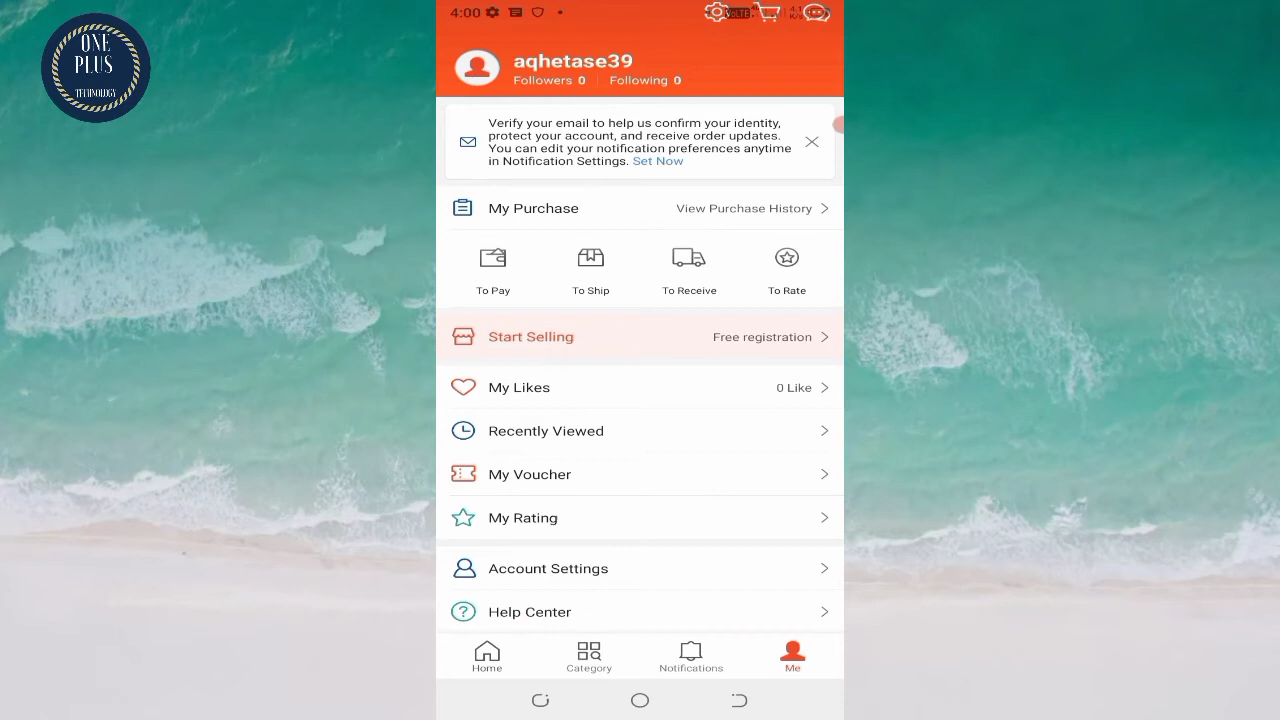 ONE
PLUS
TECHNOLOGY
4:00
VoLTE
aqhetase39
Followers 0 Following 0
Verify your email to help us confirm your identity,
protect your account, and receive order updates.
You can edit your notification preferences anytime
in Notification Settings. Set Now
My Purchase View Purchase History
To Pay To Ship To Receive To Rate
Start Selling Free registration
My Likes 0 Like
Recently Viewed
My Voucher
My Rating
Account Settings
Help Center
Home Category Notifications Me